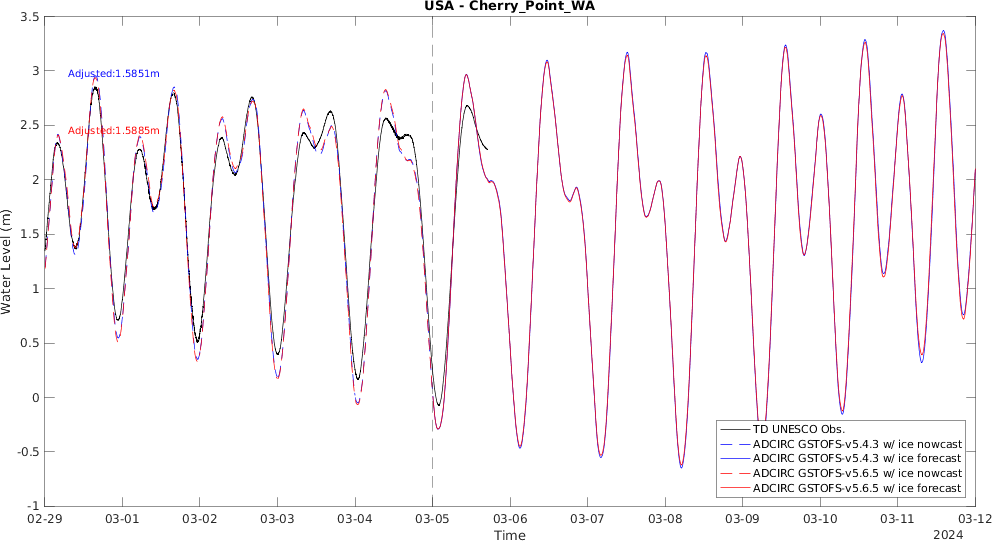 USA - Cherry_Point_WA
3.5
3
2.5
2
1.5
1
0.5
0
-0.5
-1
Water Level (m)
Adjusted:1.5851m
Adjusted:1.5885m
TD UNESCO Obs.
ADCIRC GSTOFS-v5.4.3 w/ ice nowcast
ADCIRC GSTOFS-v5.4.3 w/ ice forecast
ADCIRC GSTOFS-v5.6.5 w/ ice nowcast
ADCIRC GSTOFS-v5.6.5 w/ ice forecast
02-29 03-01 03-02 03-03 03-04 03-05 03-06 03-07 03-08 03-09 03-10 03-11 03-12
Time
2024